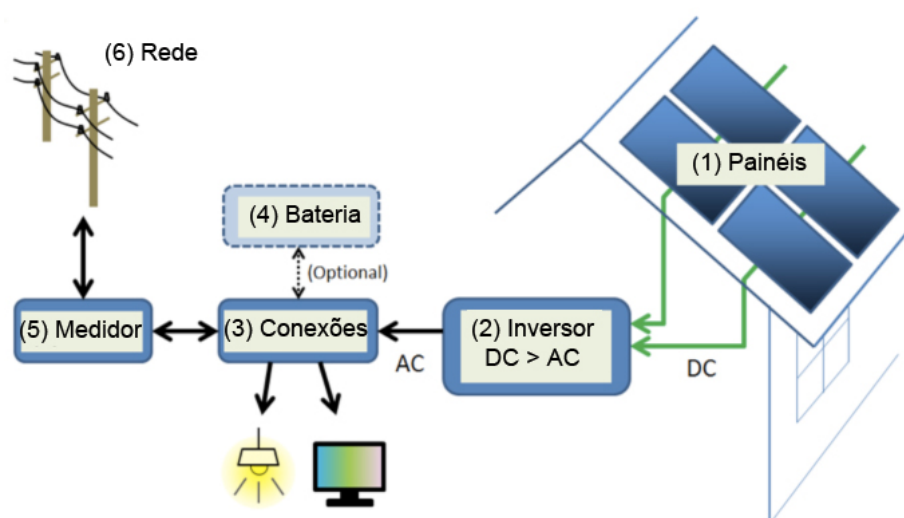 (6) Rede
(1) Painéis
(4) Bateria
(Optional)
(5) Medidor
(3) Conexões
(2) Inversor
DC > AC
AC
DC